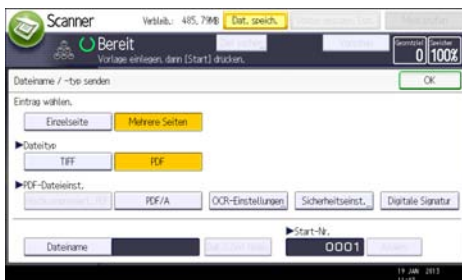 Scanner
Verbleib.: 485, 79MB Dat. speich.
Bereit
Vorlage einlegen, dann [Start] drücken.
Gesamtziel 0 Speicher 100%
Dateiname / -typ senden OK
Eintrag wählen.
Einzelseite Mehrere Seiten
▶Dateityp
TIFF PDF
▶PDF-Dateieinst.
PDF/A OCR-Einstellungen Sicherheitseinst. Digitale Signatur
▶Start-Nr.
Dateiname 0001
19 JAN 2013